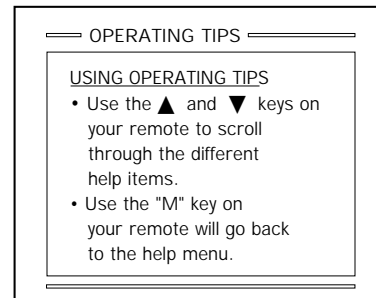 OPERATING TIPS
USING OPERATING TIPS
• Use the ▲ and ▼ keys on
your remote to scroll
through the different
help items.
• Use the "M" key on
your remote will go back
to the help menu.